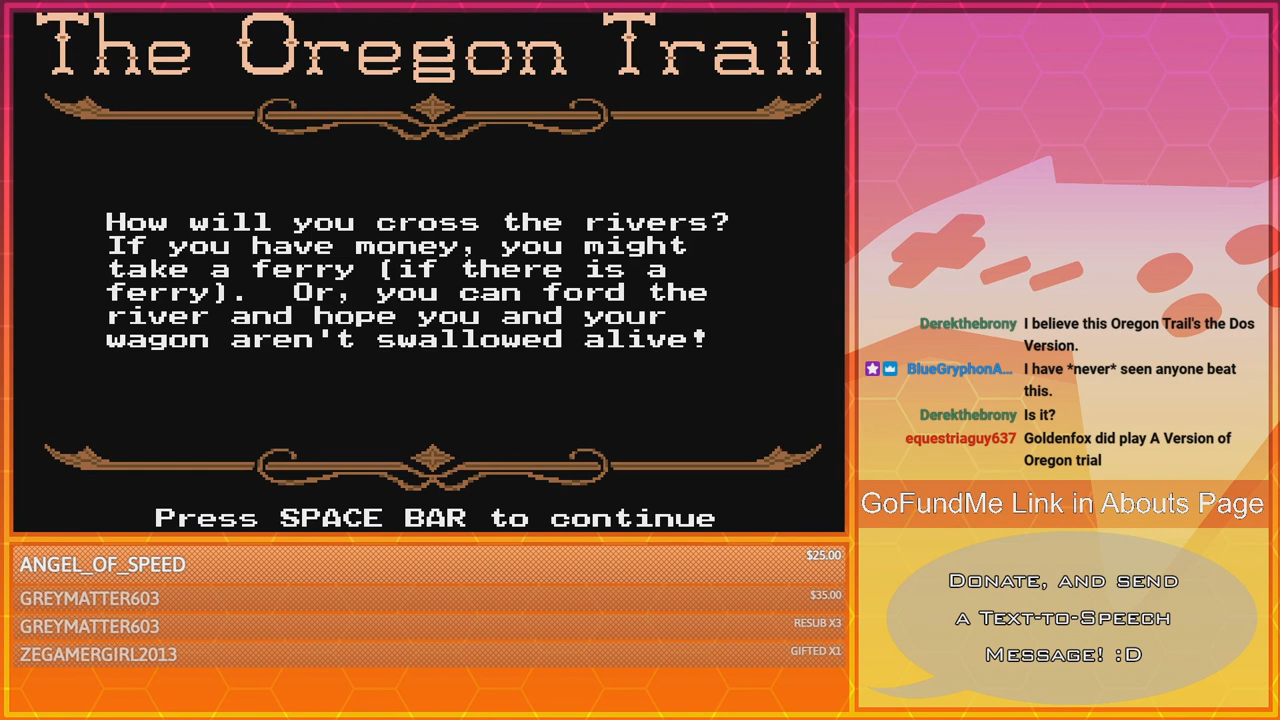 The Oregon Trail
How will you cross the rivers?
If you have money, you might
take a ferry (if there is a
ferry).  Or, you can ford the
river and hope you and your
wagon aren't swallowed alive!
Press SPACE BAR to continue
Derekthebrony I believe this Oregon Trail's the Dos
Version.
BlueGryphonA... I have *never* seen anyone beat
this.
Derekthebrony Is it?
equestriaguy637 Goldenfox did play A Version of
Oregon trial
GoFundMe Link in Abouts Page
Donate, and send
a Text-to-Speech
Message! :D
ANGEL_OF_SPEED $25.00
GREYMATTER603 $35.00
GREYMATTER603 RESUB X3
ZEGAMERGIRL2013 GIFTED X1